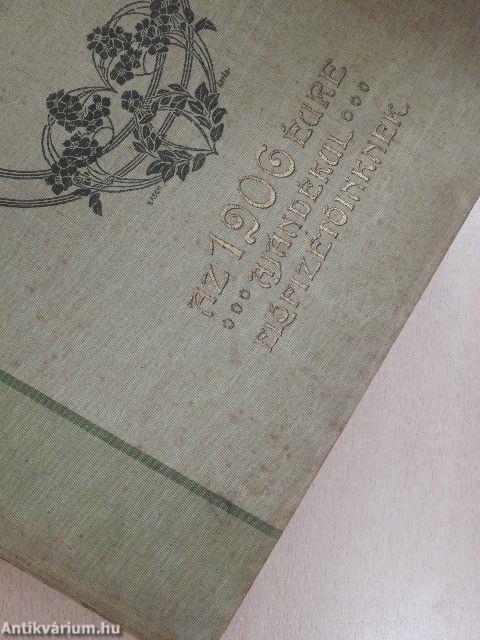 AZ 1906 ÉVRE
AJÁNDÉKUL
ELŐFIZETŐINKNEK
Antikvárium.hu